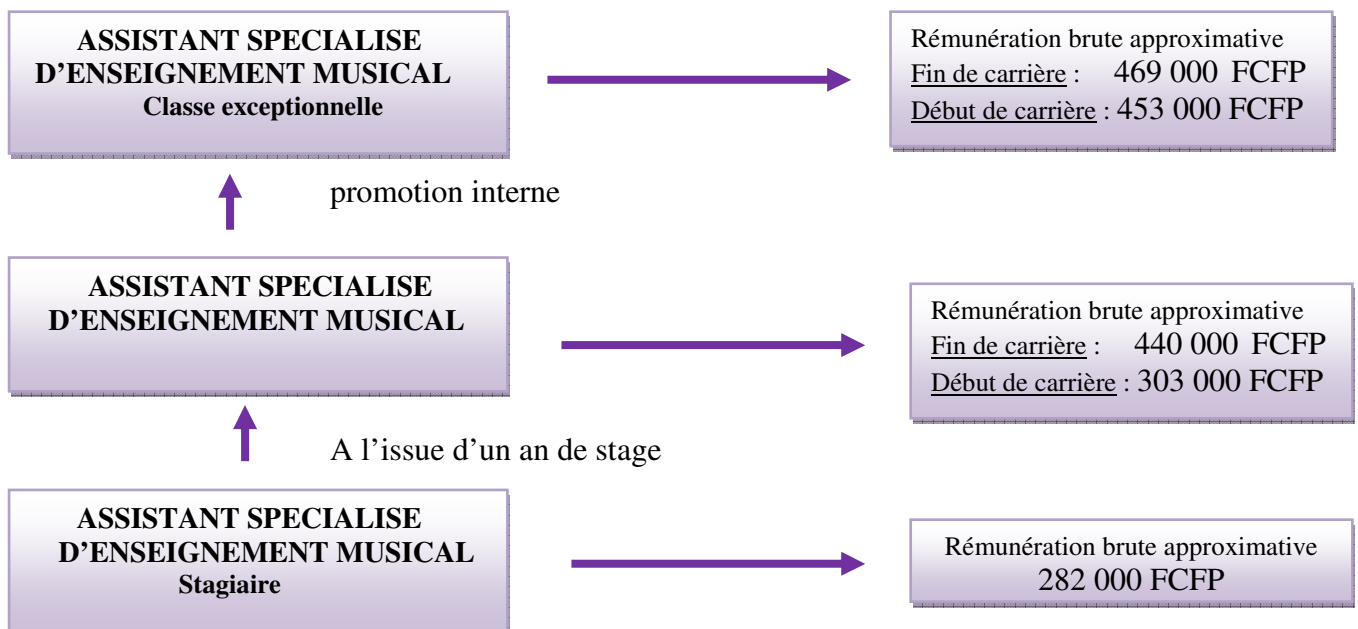 ASSISTANT SPECIALISE
D’ENSEIGNEMENT MUSICAL
Classe exceptionnelle
Rémunération brute approximative
Fin de carrière : 469 000 FCFP
Début de carrière : 453 000 FCFP
promotion interne
ASSISTANT SPECIALISE
D’ENSEIGNEMENT MUSICAL
Rémunération brute approximative
Fin de carrière : 440 000 FCFP
Début de carrière : 303 000 FCFP
A l’issue d’un an de stage
ASSISTANT SPECIALISE
D’ENSEIGNEMENT MUSICAL
Stagiaire
Rémunération brute approximative
282 000 FCFP